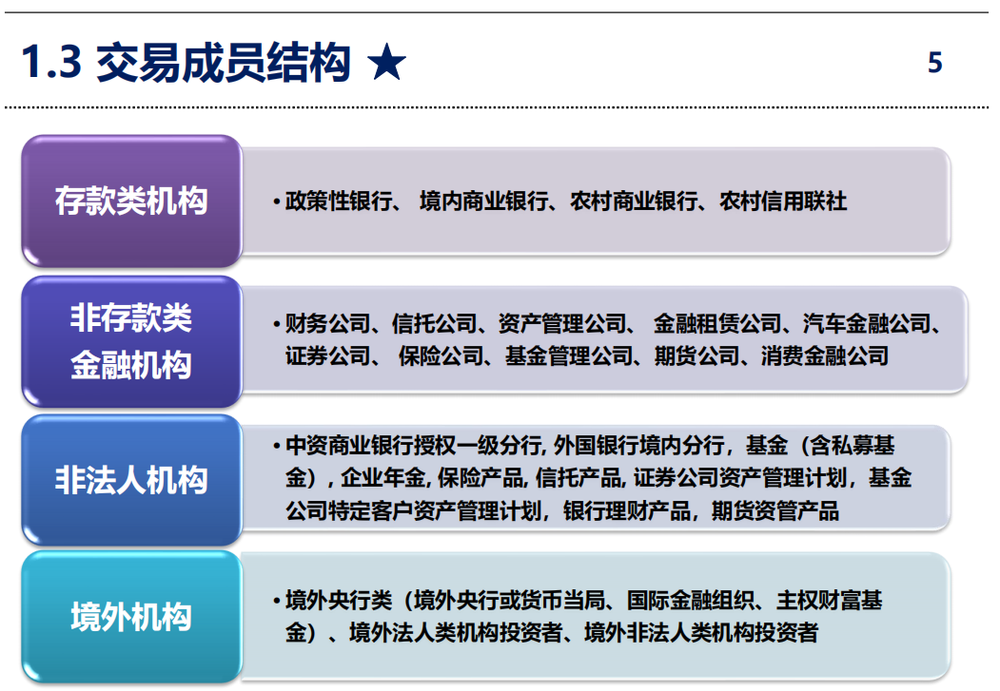 1.3 交易成员结构 ★
5
存款类机构
•政策性银行、 境内商业银行、农村商业银行、农村信用联社
非存款类
金融机构
•财务公司、信托公司、资产管理公司、 金融租赁公司、汽车金融公司、
证券公司、 保险公司、基金管理公司、期货公司、消费金融公司
非法人机构
•中资商业银行授权一级分行, 外国银行境内分行，基金（含私募基
金）, 企业年金, 保险产品, 信托产品, 证券公司资产管理计划，基金
公司特定客户资产管理计划，银行理财产品，期货资管产品
境外机构
•境外央行类（境外央行或货币当局、国际金融组织、主权财富基
金）、境外法人类机构投资者、境外非法人类机构投资者